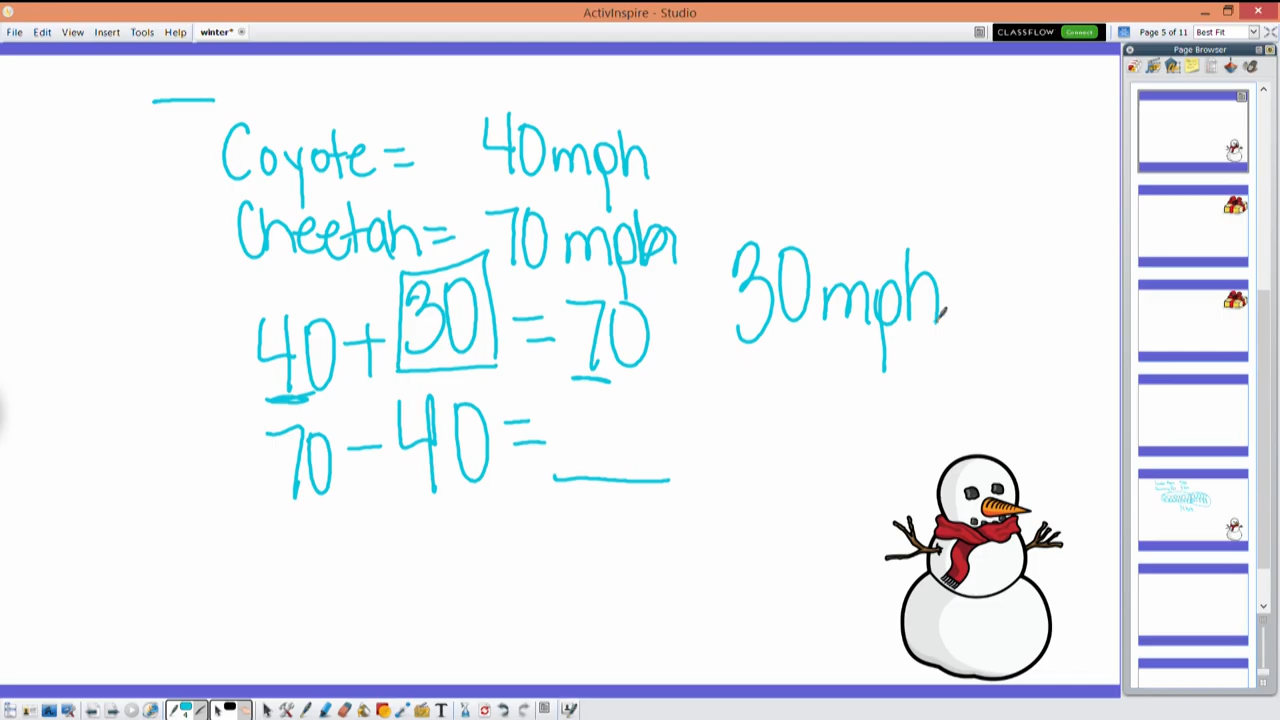 ActivInspire - Studio
File Edit View Insert Tools Help winter* CLASSFLOW Connect Page 5 of 11 Best Fit
Page Browser
Coyote = 40mph
Cheetah = 70 mph
40 + 30 = 70 30mph
70 - 40 = ___
T